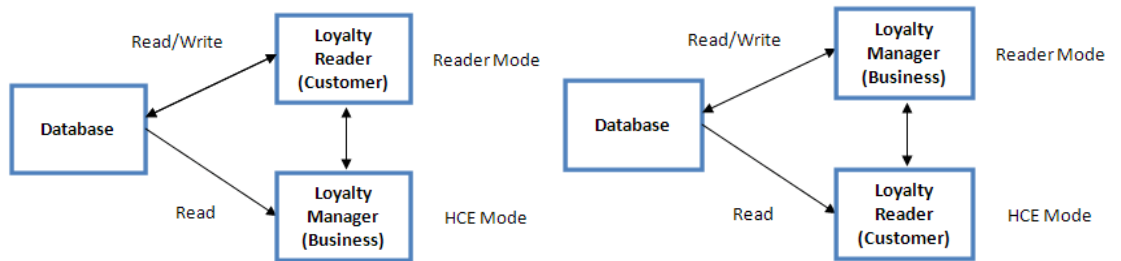 Read/Write
Loyalty
Reader
(Customer)
Reader Mode
Database
Read
Loyalty
Manager
(Business)
HCE Mode
Read/Write
Loyalty
Manager
(Business)
Reader Mode
Database
Read
Loyalty
Reader
(Customer)
HCE Mode